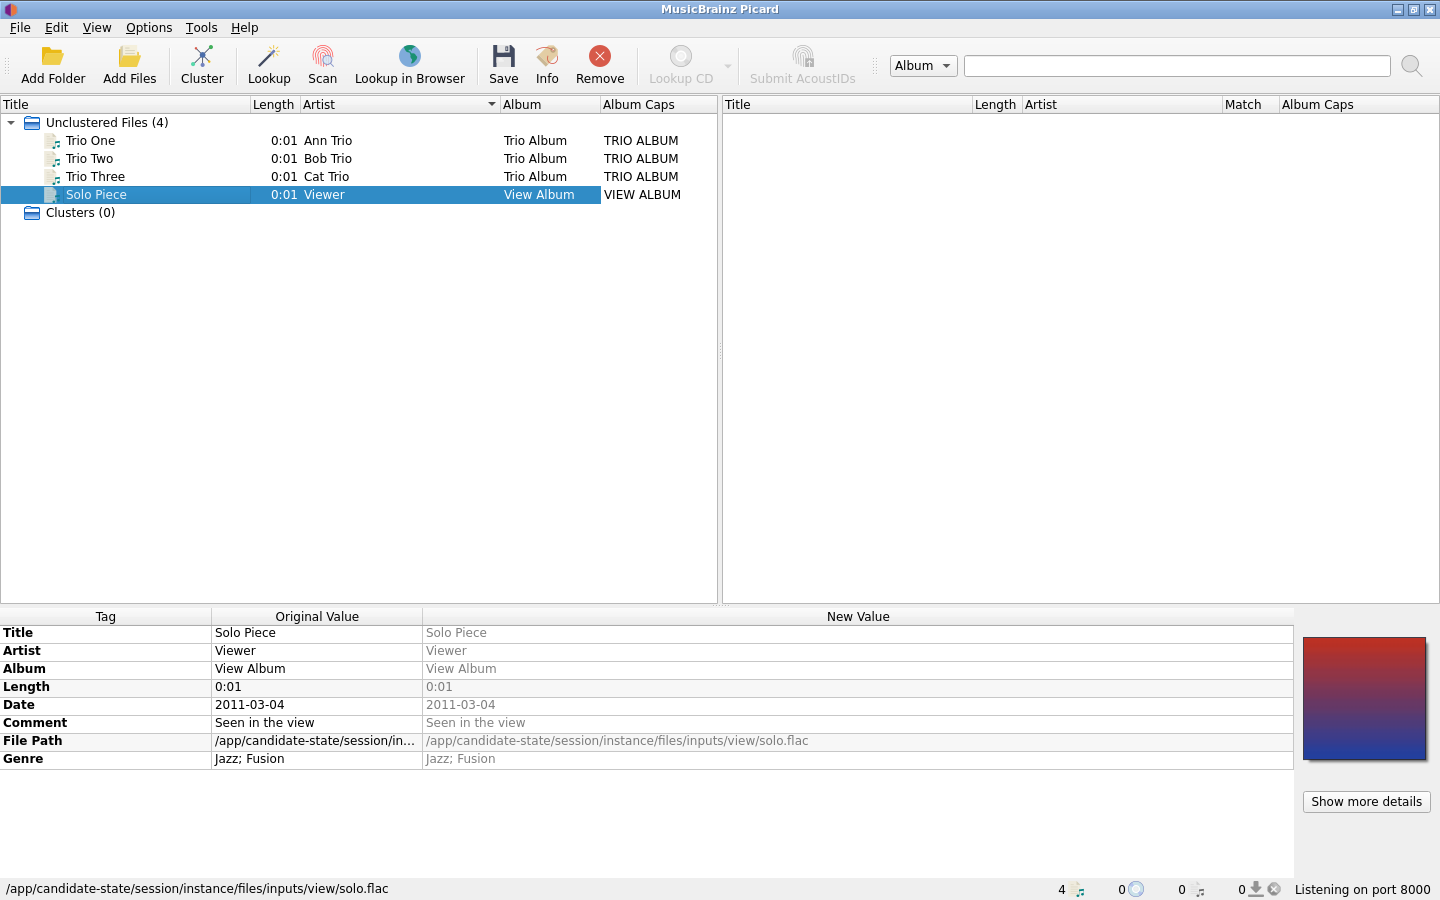 MusicBrainz Picard
File Edit View Options Tools Help
Add Folder Add Files Cluster Lookup Scan Lookup in Browser Save Info Remove Lookup CD Submit AcoustIDs Album
Title Length Artist Album Album Caps Title Length Artist Match Album Caps
Unclustered Files (4)
Trio One 0:01 Ann Trio Trio Album TRIO ALBUM
Trio Two 0:01 Bob Trio Trio Album TRIO ALBUM
Trio Three 0:01 Cat Trio Trio Album TRIO ALBUM
Solo Piece 0:01 Viewer View Album VIEW ALBUM
Clusters (0)
Tag Original Value New Value
Title Solo Piece Solo Piece
Artist Viewer Viewer
Album View Album View Album
Length 0:01 0:01
Date 2011-03-04 2011-03-04
Comment Seen in the view Seen in the view
File Path /app/candidate-state/session/in... /app/candidate-state/session/instance/files/inputs/view/solo.flac
Genre Jazz; Fusion Jazz; Fusion
Show more details
/app/candidate-state/session/instance/files/inputs/view/solo.flac 4 0 0 0 Listening on port 8000